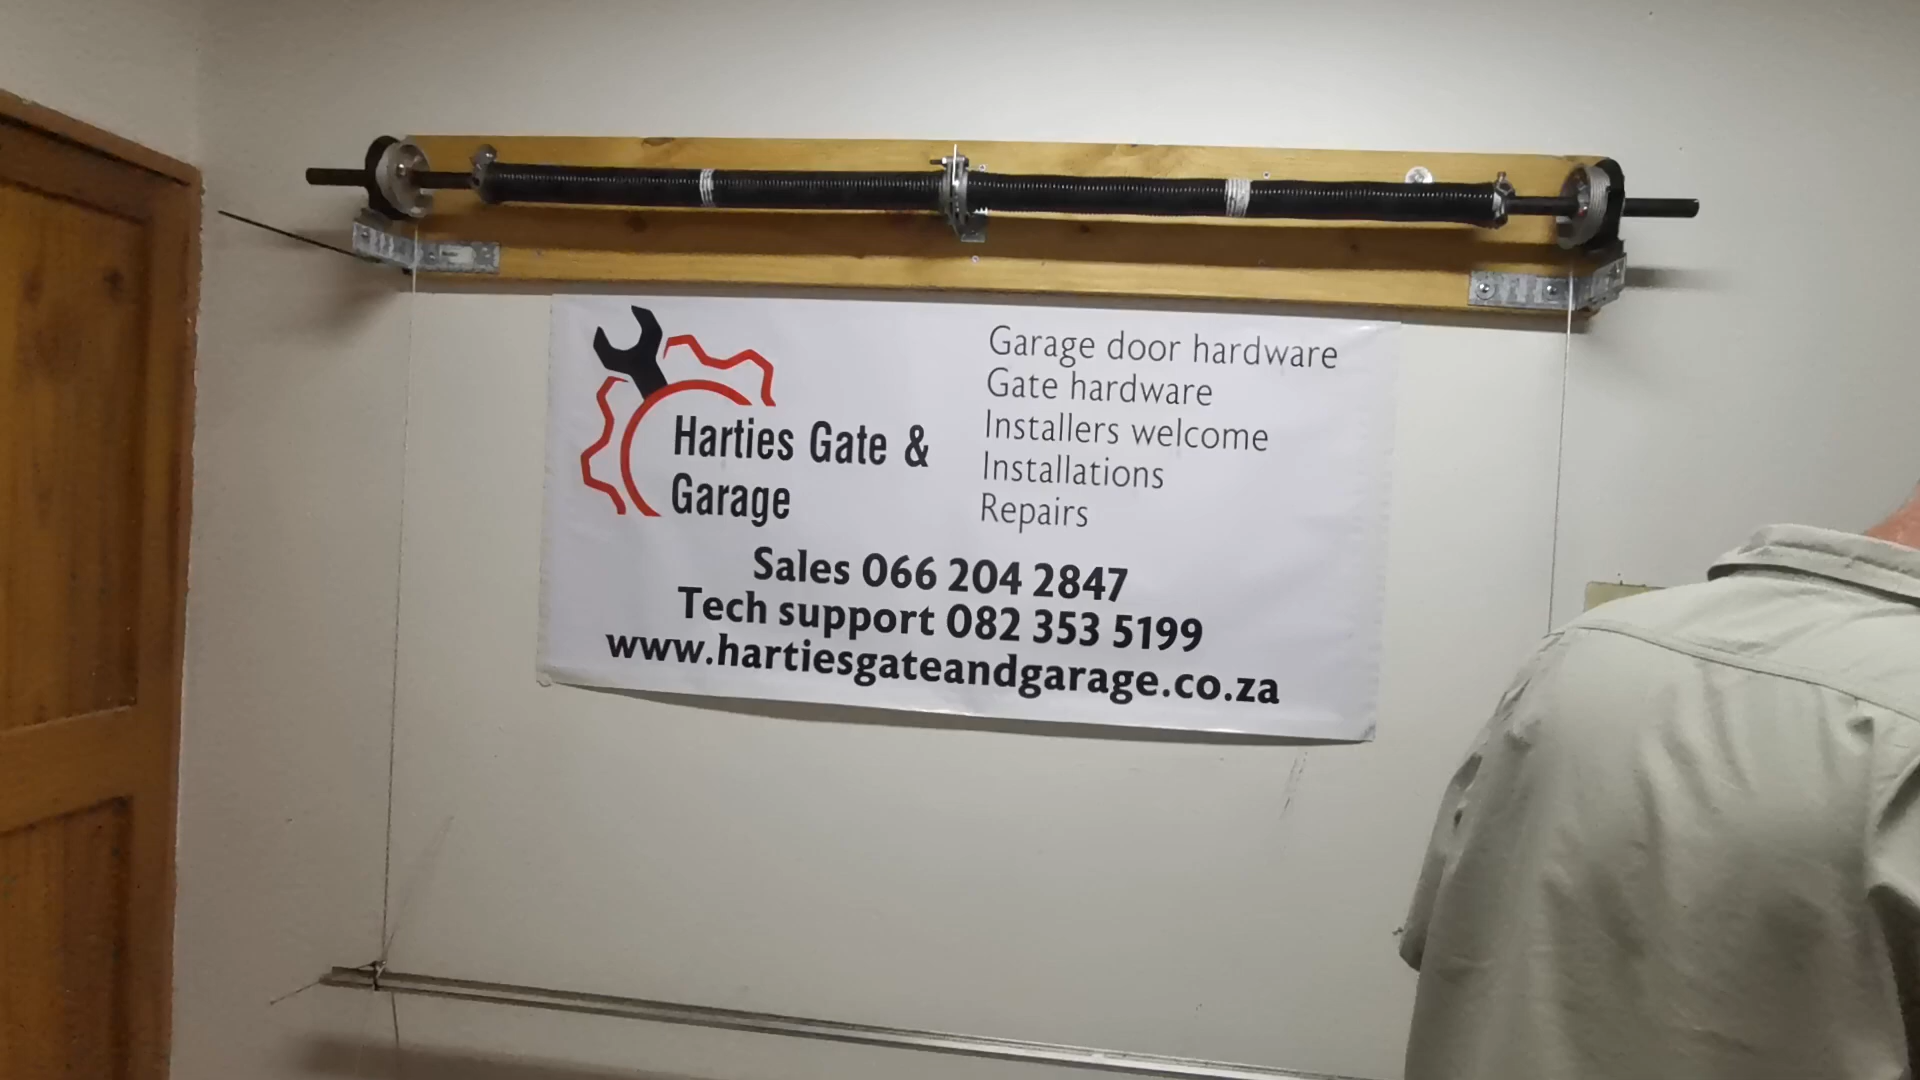 Harties Gate &
Garage
Garage door hardware
Gate hardware
Installers welcome
Installations
Repairs
Sales 066 204 2847
Tech support 082 353 5199
www.hartiesgateandgarage.co.za